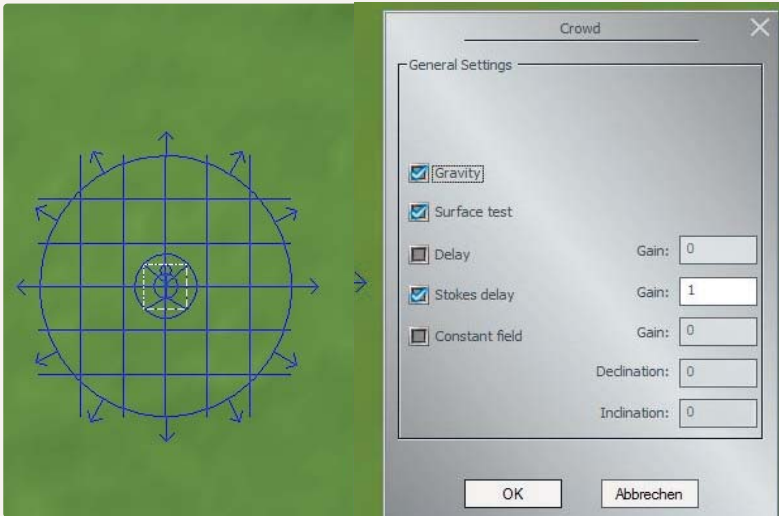 Crowd
General Settings
Gravity
Surface test
Delay Gain: 0
Stokes delay Gain: 1
Constant field Gain: 0
Declination: 0
Inclination: 0
OK Abbrechen